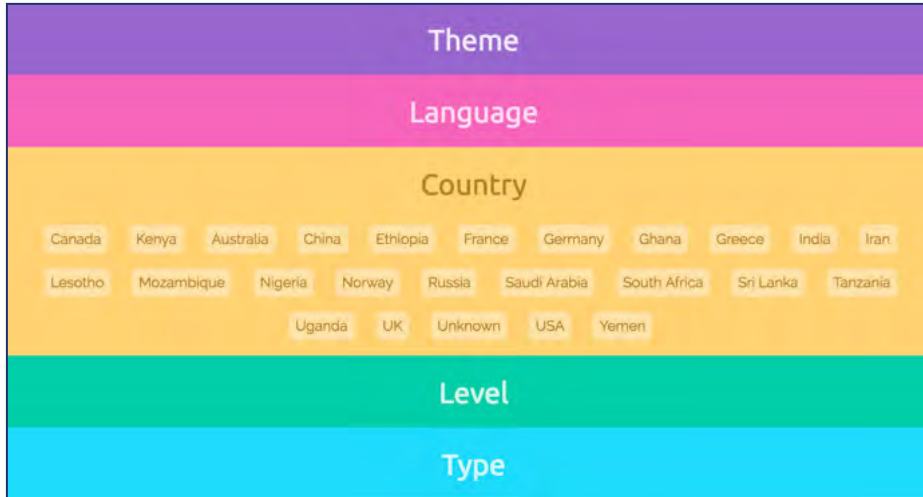 Theme
Language
Country
Canada Kenya Australia China Ethiopia France Germany Ghana Greece India Iran
Lesotho Mozambique Nigeria Norway Russia Saudi Arabia South Africa Sri Lanka Tanzania
Uganda UK Unknown USA Yemen
Level
Type